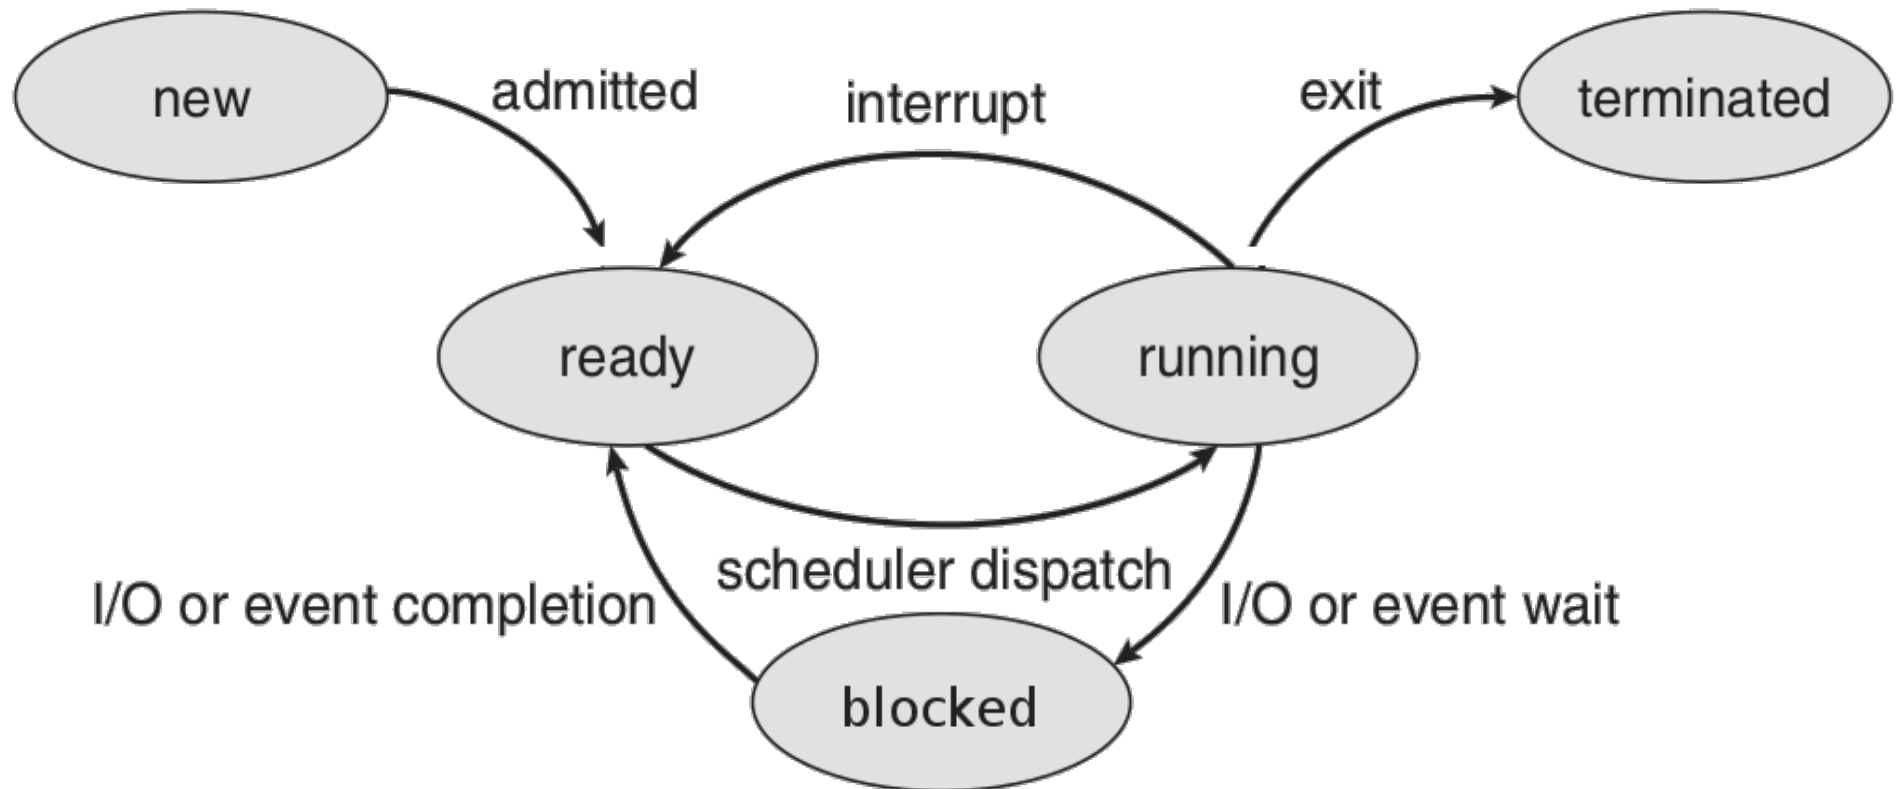 new
admitted
interrupt
exit
terminated
ready
running
scheduler dispatch
I/O or event completion
I/O or event wait
blocked